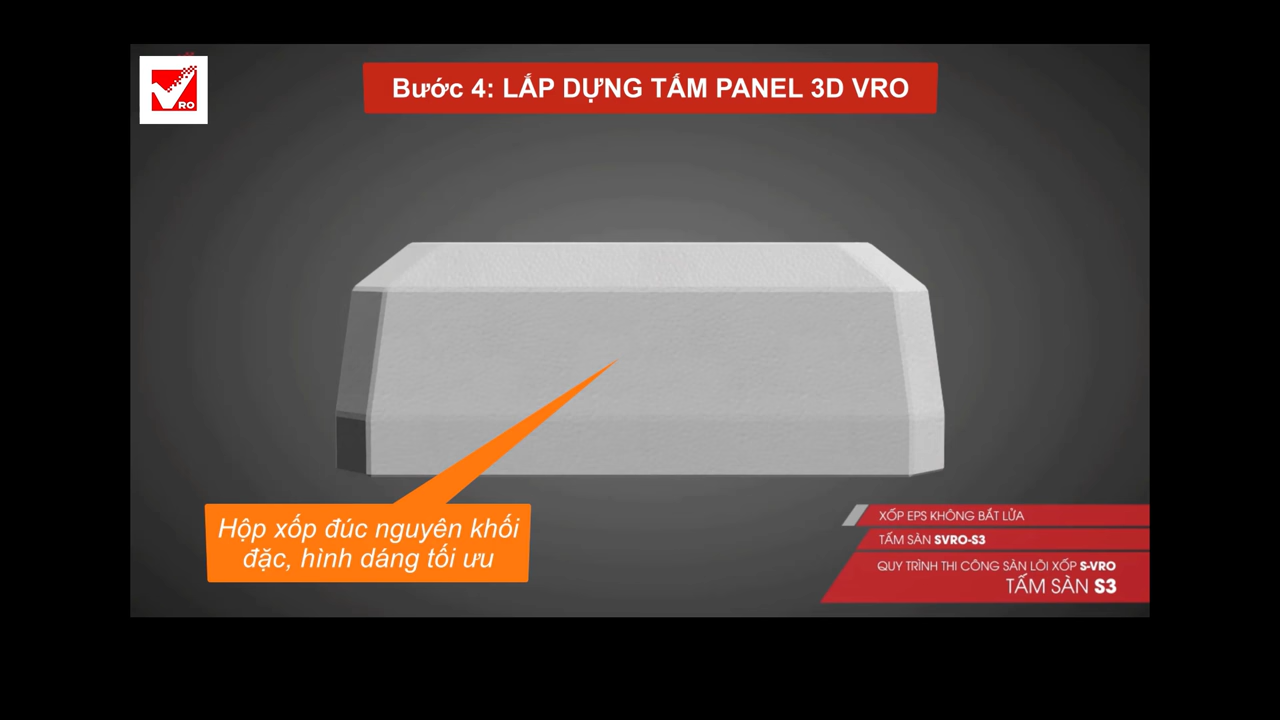 RO
Bước 4: LẮP DỰNG TẤM PANEL 3D VRO
Hộp xốp đúc nguyên khối
đặc, hình dáng tối ưu
XỐP EPS KHÔNG BẮT LỬA
TẤM SÀN SVRO-S3
QUY TRÌNH THI CÔNG SÀN LÕI XỐP S-VRO
TẤM SÀN S3